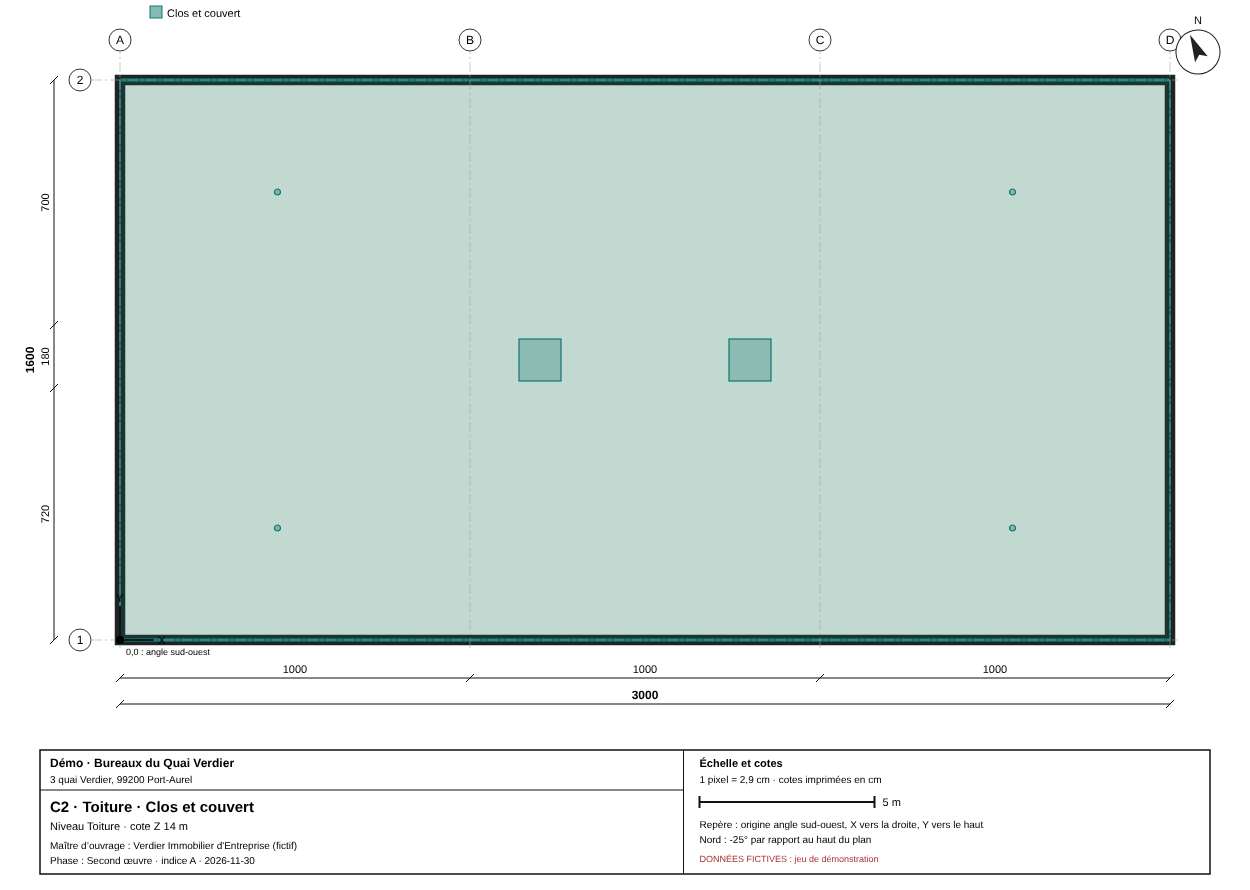 Clos et couvert
N
A
B
C
D
2
700
1600
180
720
Y
1
X
0,0 : angle sud-ouest
1000
1000
1000
3000
Démo · Bureaux du Quai Verdier
3 quai Verdier, 99200 Port-Aurel
C2 · Toiture · Clos et couvert
Niveau Toiture · cote Z 14 m
Maître d'ouvrage : Verdier Immobilier d'Entreprise (fictif)
Phase : Second œuvre · indice A · 2026-11-30
Échelle et cotes
1 pixel = 2,9 cm · cotes imprimées en cm
5 m
Repère : origine angle sud-ouest, X vers la droite, Y vers le haut
Nord : -25° par rapport au haut du plan
DONNÉES FICTIVES : jeu de démonstration